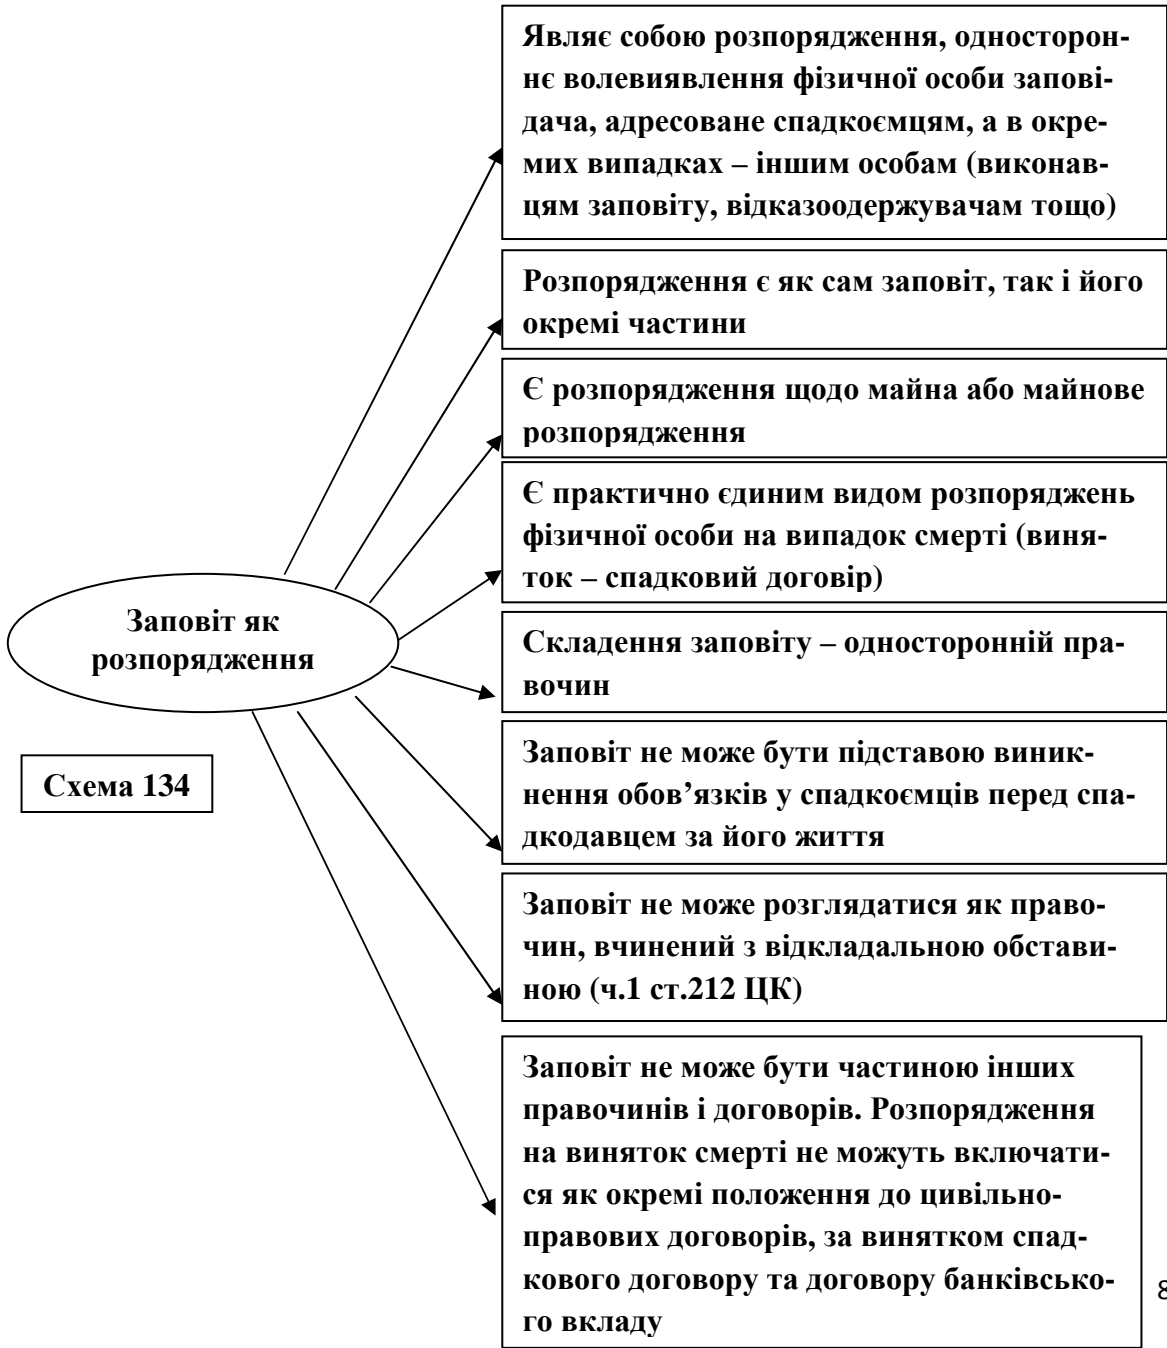 Являє собою розпорядження, односторон-
нє волевиявлення фізичної особи запові-
дача, адресоване спадкоємцям, а в окре-
мих випадках – іншим особам (виконав-
цям заповіту, відказоодержувачам тощо)
Розпорядження є як сам заповіт, так і його
окремі частини
Є розпорядження щодо майна або майнове
розпорядження
Є практично єдиним видом розпоряджень
фізичної особи на випадок смерті (виня-
ток – спадковий договір)
Заповіт як
розпорядження
Складення заповіту – односторонній пра-
вочин
Схема 134
Заповіт не може бути підставою виник-
нення обов’язків у спадкоємців перед спа-
дкодавцем за його життя
Заповіт не може розглядатися як право-
чин, вчинений з відкладальною обстави-
ною (ч.1 ст.212 ЦК)
Заповіт не може бути частиною інших
правочинів і договорів. Розпорядження
на виняток смерті не можуть включати-
ся як окремі положення до цивільно-
правових договорів, за винятком спад-
кового договору та договору банківсько-
го вкладу
8